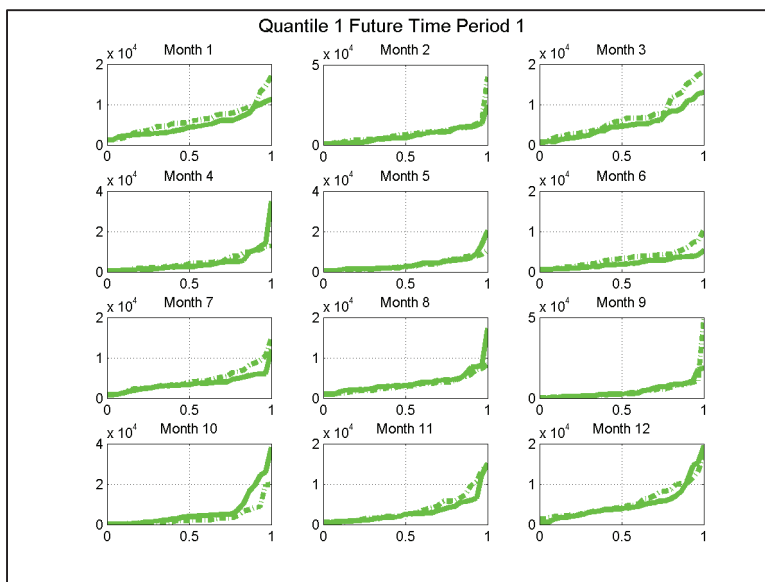 Quantile 1 Future Time Period 1
x 10^4 Month 1
2
1
0
0 0.5 1
x 10^4 Month 2
5
0
0 0.5 1
x 10^4 Month 3
2
1
0
0 0.5 1
x 10^4 Month 4
4
2
0
0 0.5 1
x 10^4 Month 5
4
2
0
0 0.5 1
x 10^4 Month 6
2
1
0
0 0.5 1
x 10^4 Month 7
2
1
0
0 0.5 1
x 10^4 Month 8
2
1
0
0 0.5 1
x 10^4 Month 9
5
0
0 0.5 1
x 10^4 Month 10
4
2
0
0 0.5 1
x 10^4 Month 11
2
1
0
0 0.5 1
x 10^4 Month 12
2
1
0
0 0.5 1